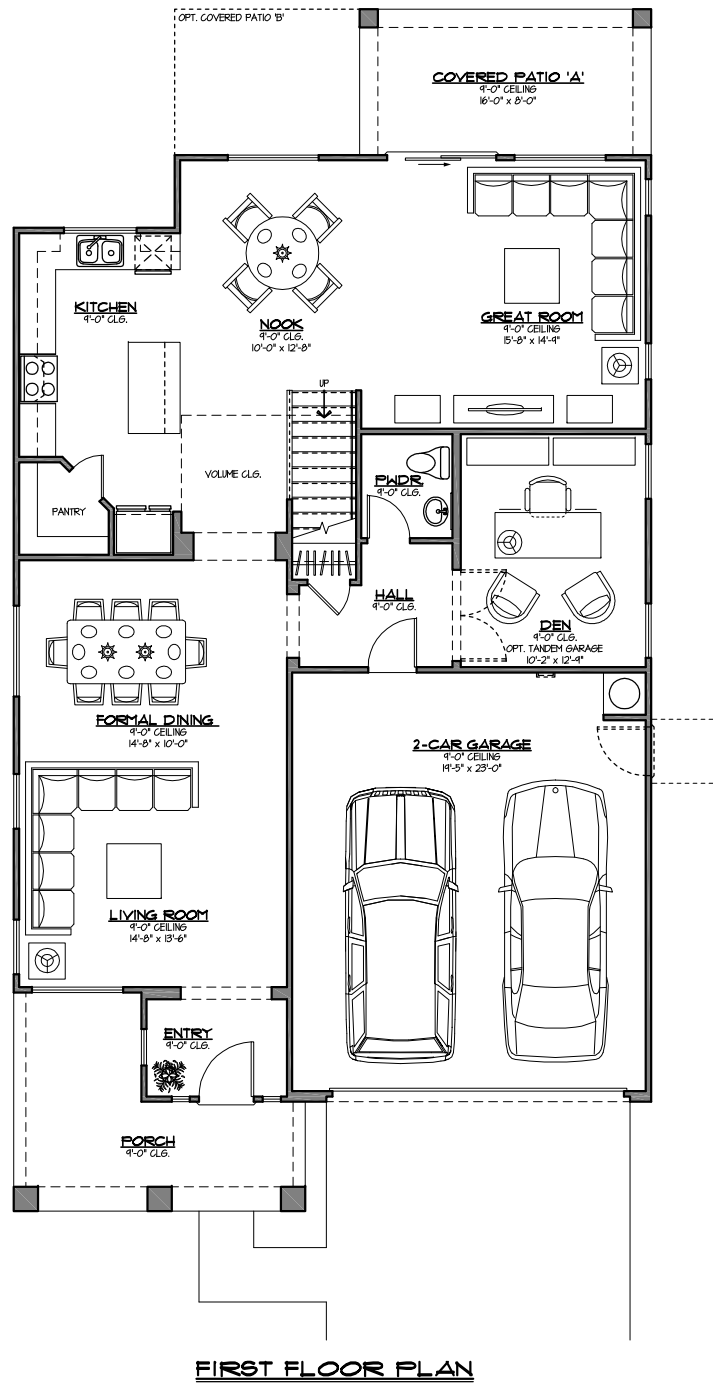 OPT. COVERED PATIO 'B'
COVERED PATIO 'A'
9'-0" CEILING
16'-0" x 8'-0"
KITCHEN
9'-0" CLG.
NOOK
9'-0" CLG.
10'-0" x 12'-8"
GREAT ROOM
9'-0" CEILING
15'-8" x 14'-9"
UP
VOLUME CLG.
PWDR.
9'-0" CLG.
PANTRY
HALL
9'-0" CLG.
DEN
9'-0" CLG.
OPT. TANDEM GARAGE
10'-2" x 12'-9"
FORMAL DINING
9'-0" CEILING
14'-8" x 10'-0"
2-CAR GARAGE
9'-0" CEILING
19'-5" x 23'-0"
LIVING ROOM
9'-0" CEILING
14'-8" x 13'-6"
ENTRY
9'-0" CLG.
PORCH
9'-0" CLG.
FIRST FLOOR PLAN